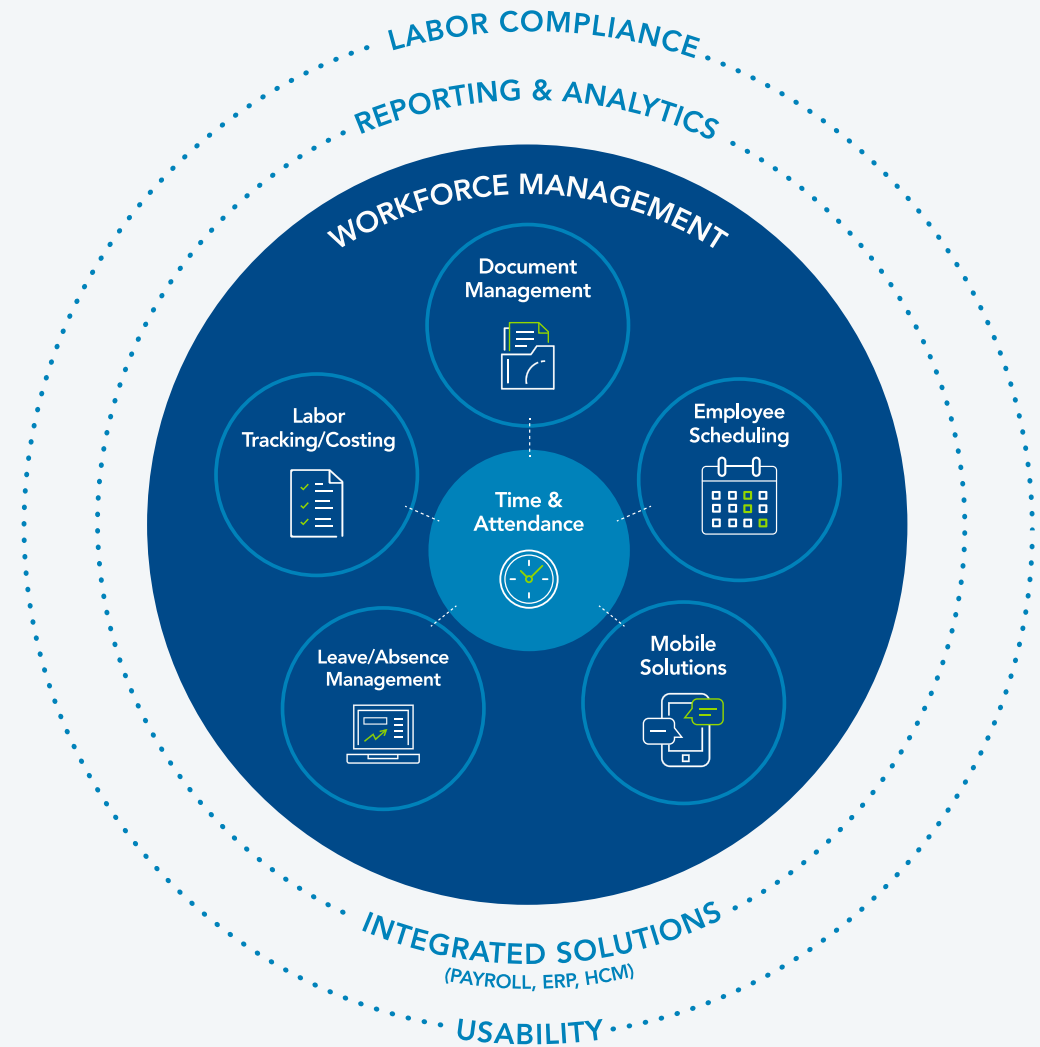 LABOR COMPLIANCE
REPORTING & ANALYTICS
WORKFORCE MANAGEMENT
Document
Management
Labor
Tracking/Costing
Employee
Scheduling
Time &
Attendance
Leave/Absence
Management
Mobile
Solutions
INTEGRATED SOLUTIONS
(PAYROLL, ERP, HCM)
USABILITY